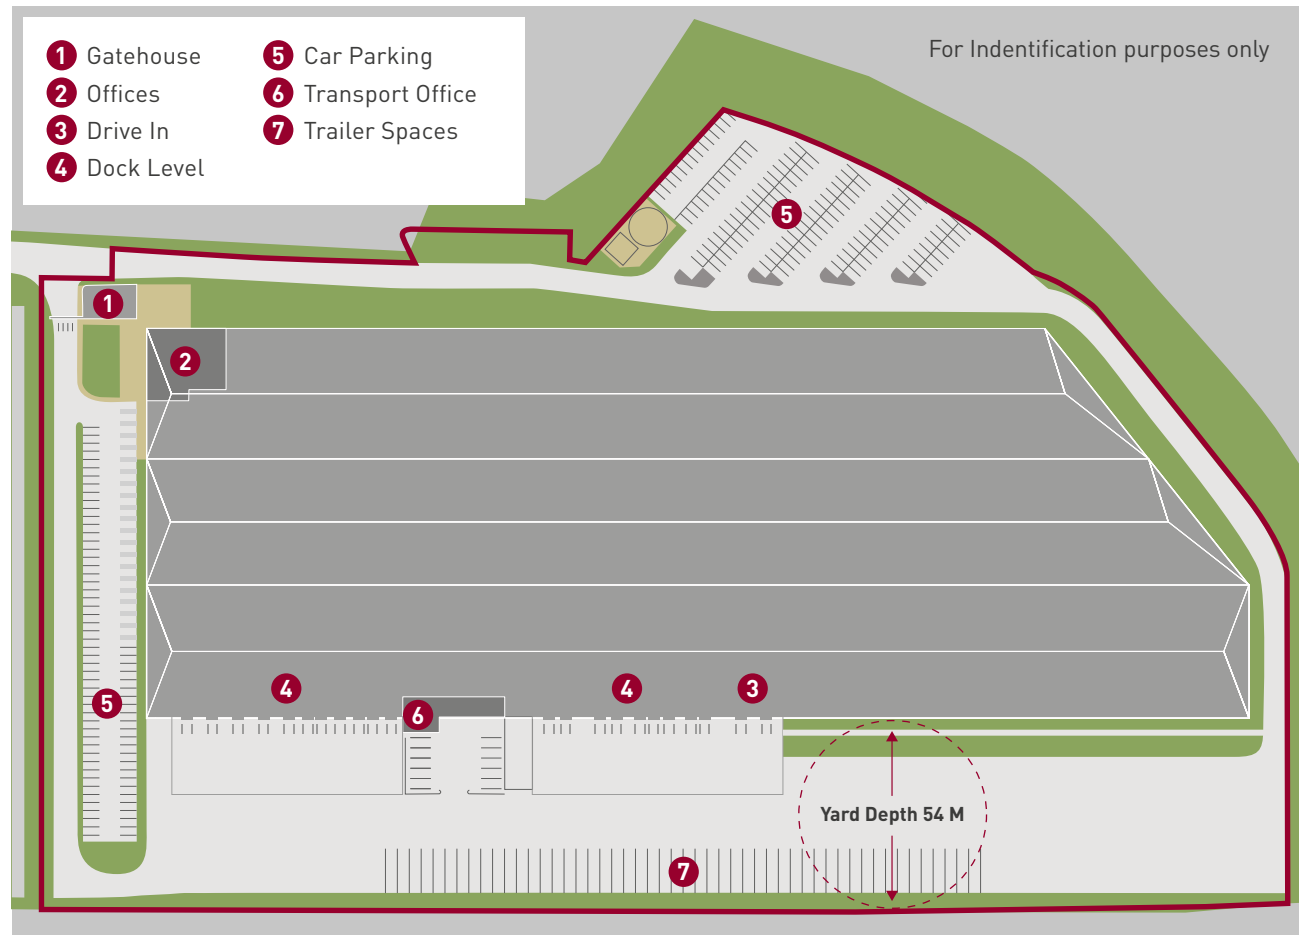 1 Gatehouse
2 Offices
3 Drive In
4 Dock Level
5 Car Parking
6 Transport Office
7 Trailer Spaces
For Indentification purposes only
5
1
2
4
4
3
5
6
Yard Depth 54 M
7